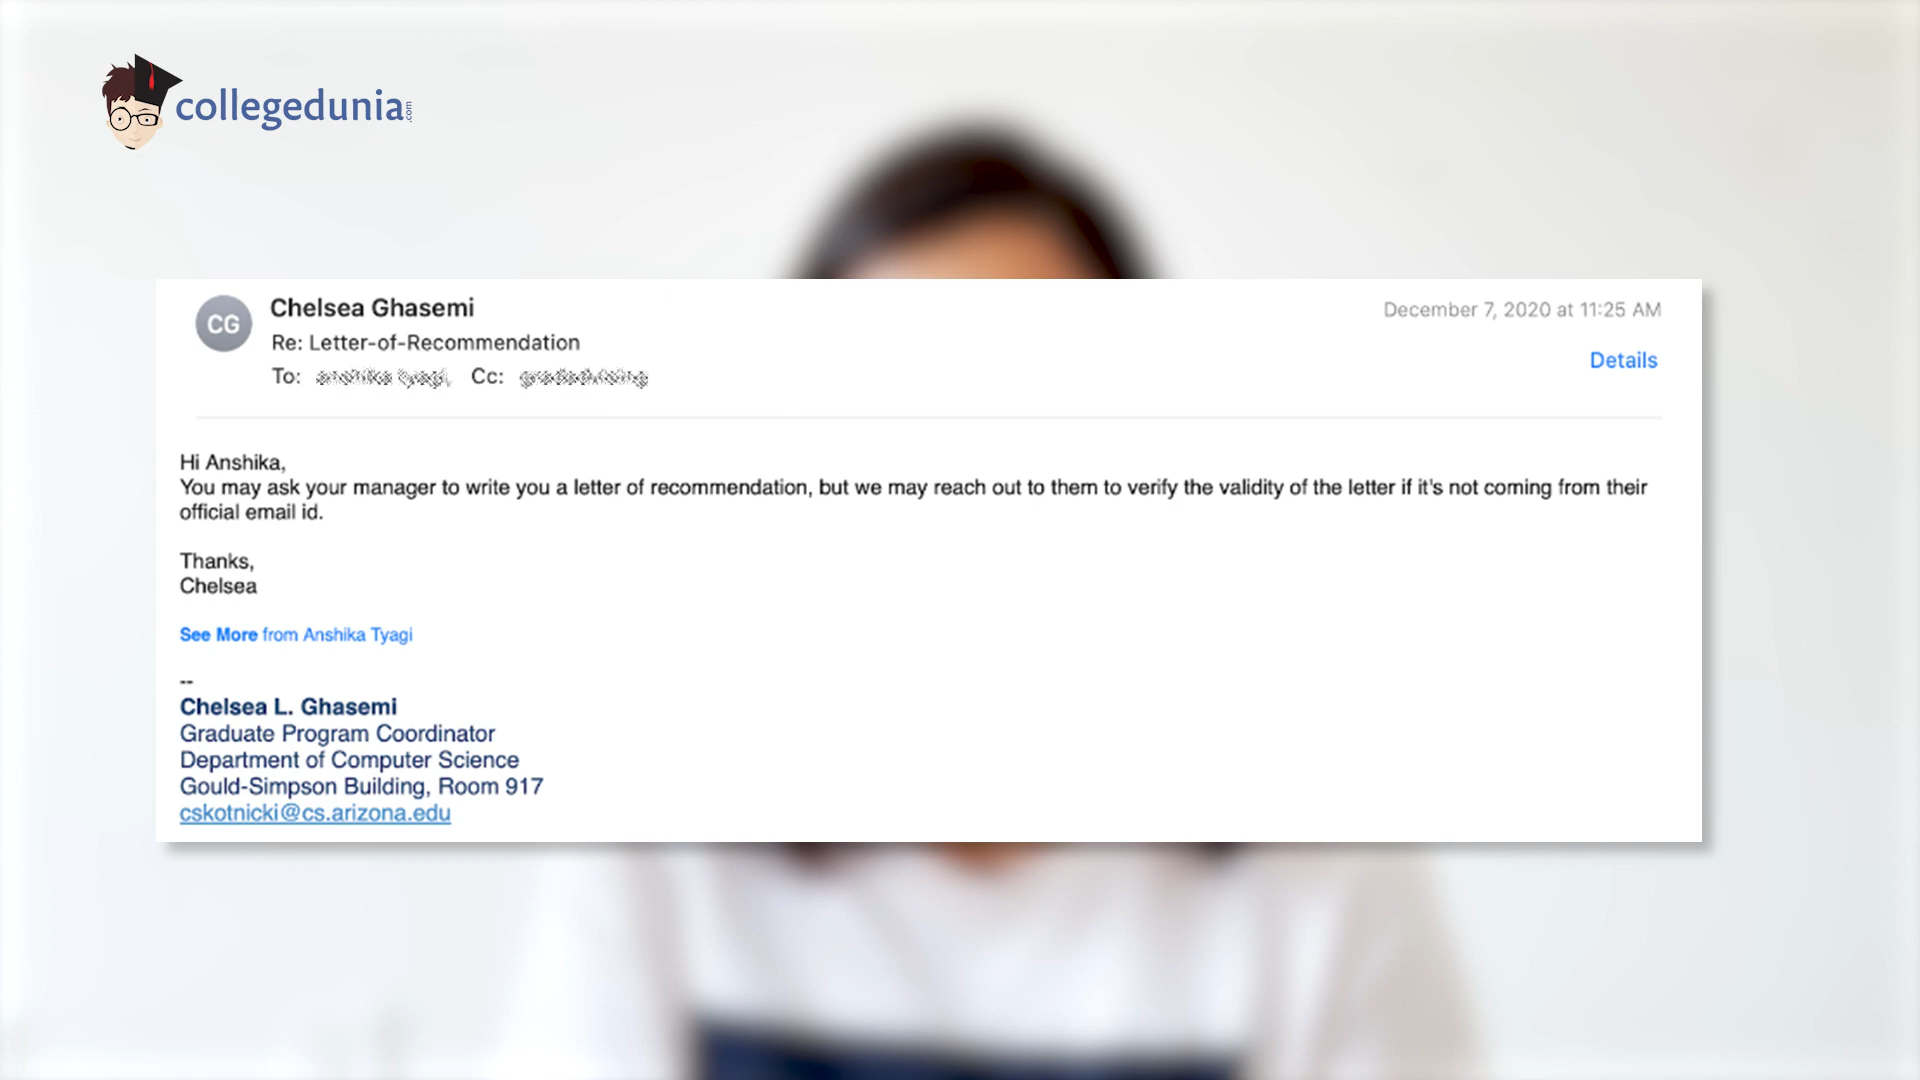 collegedunia.com
CG
Chelsea Ghasemi
December 7, 2020 at 11:25 AM
Re: Letter-of-Recommendation
Details
To: Cc:
Hi Anshika,
You may ask your manager to write you a letter of recommendation, but we may reach out to them to verify the validity of the letter if it's not coming from their
official email id.
Thanks,
Chelsea
See More from Anshika Tyagi
--
Chelsea L. Ghasemi
Graduate Program Coordinator
Department of Computer Science
Gould-Simpson Building, Room 917
cskotnicki@cs.arizona.edu